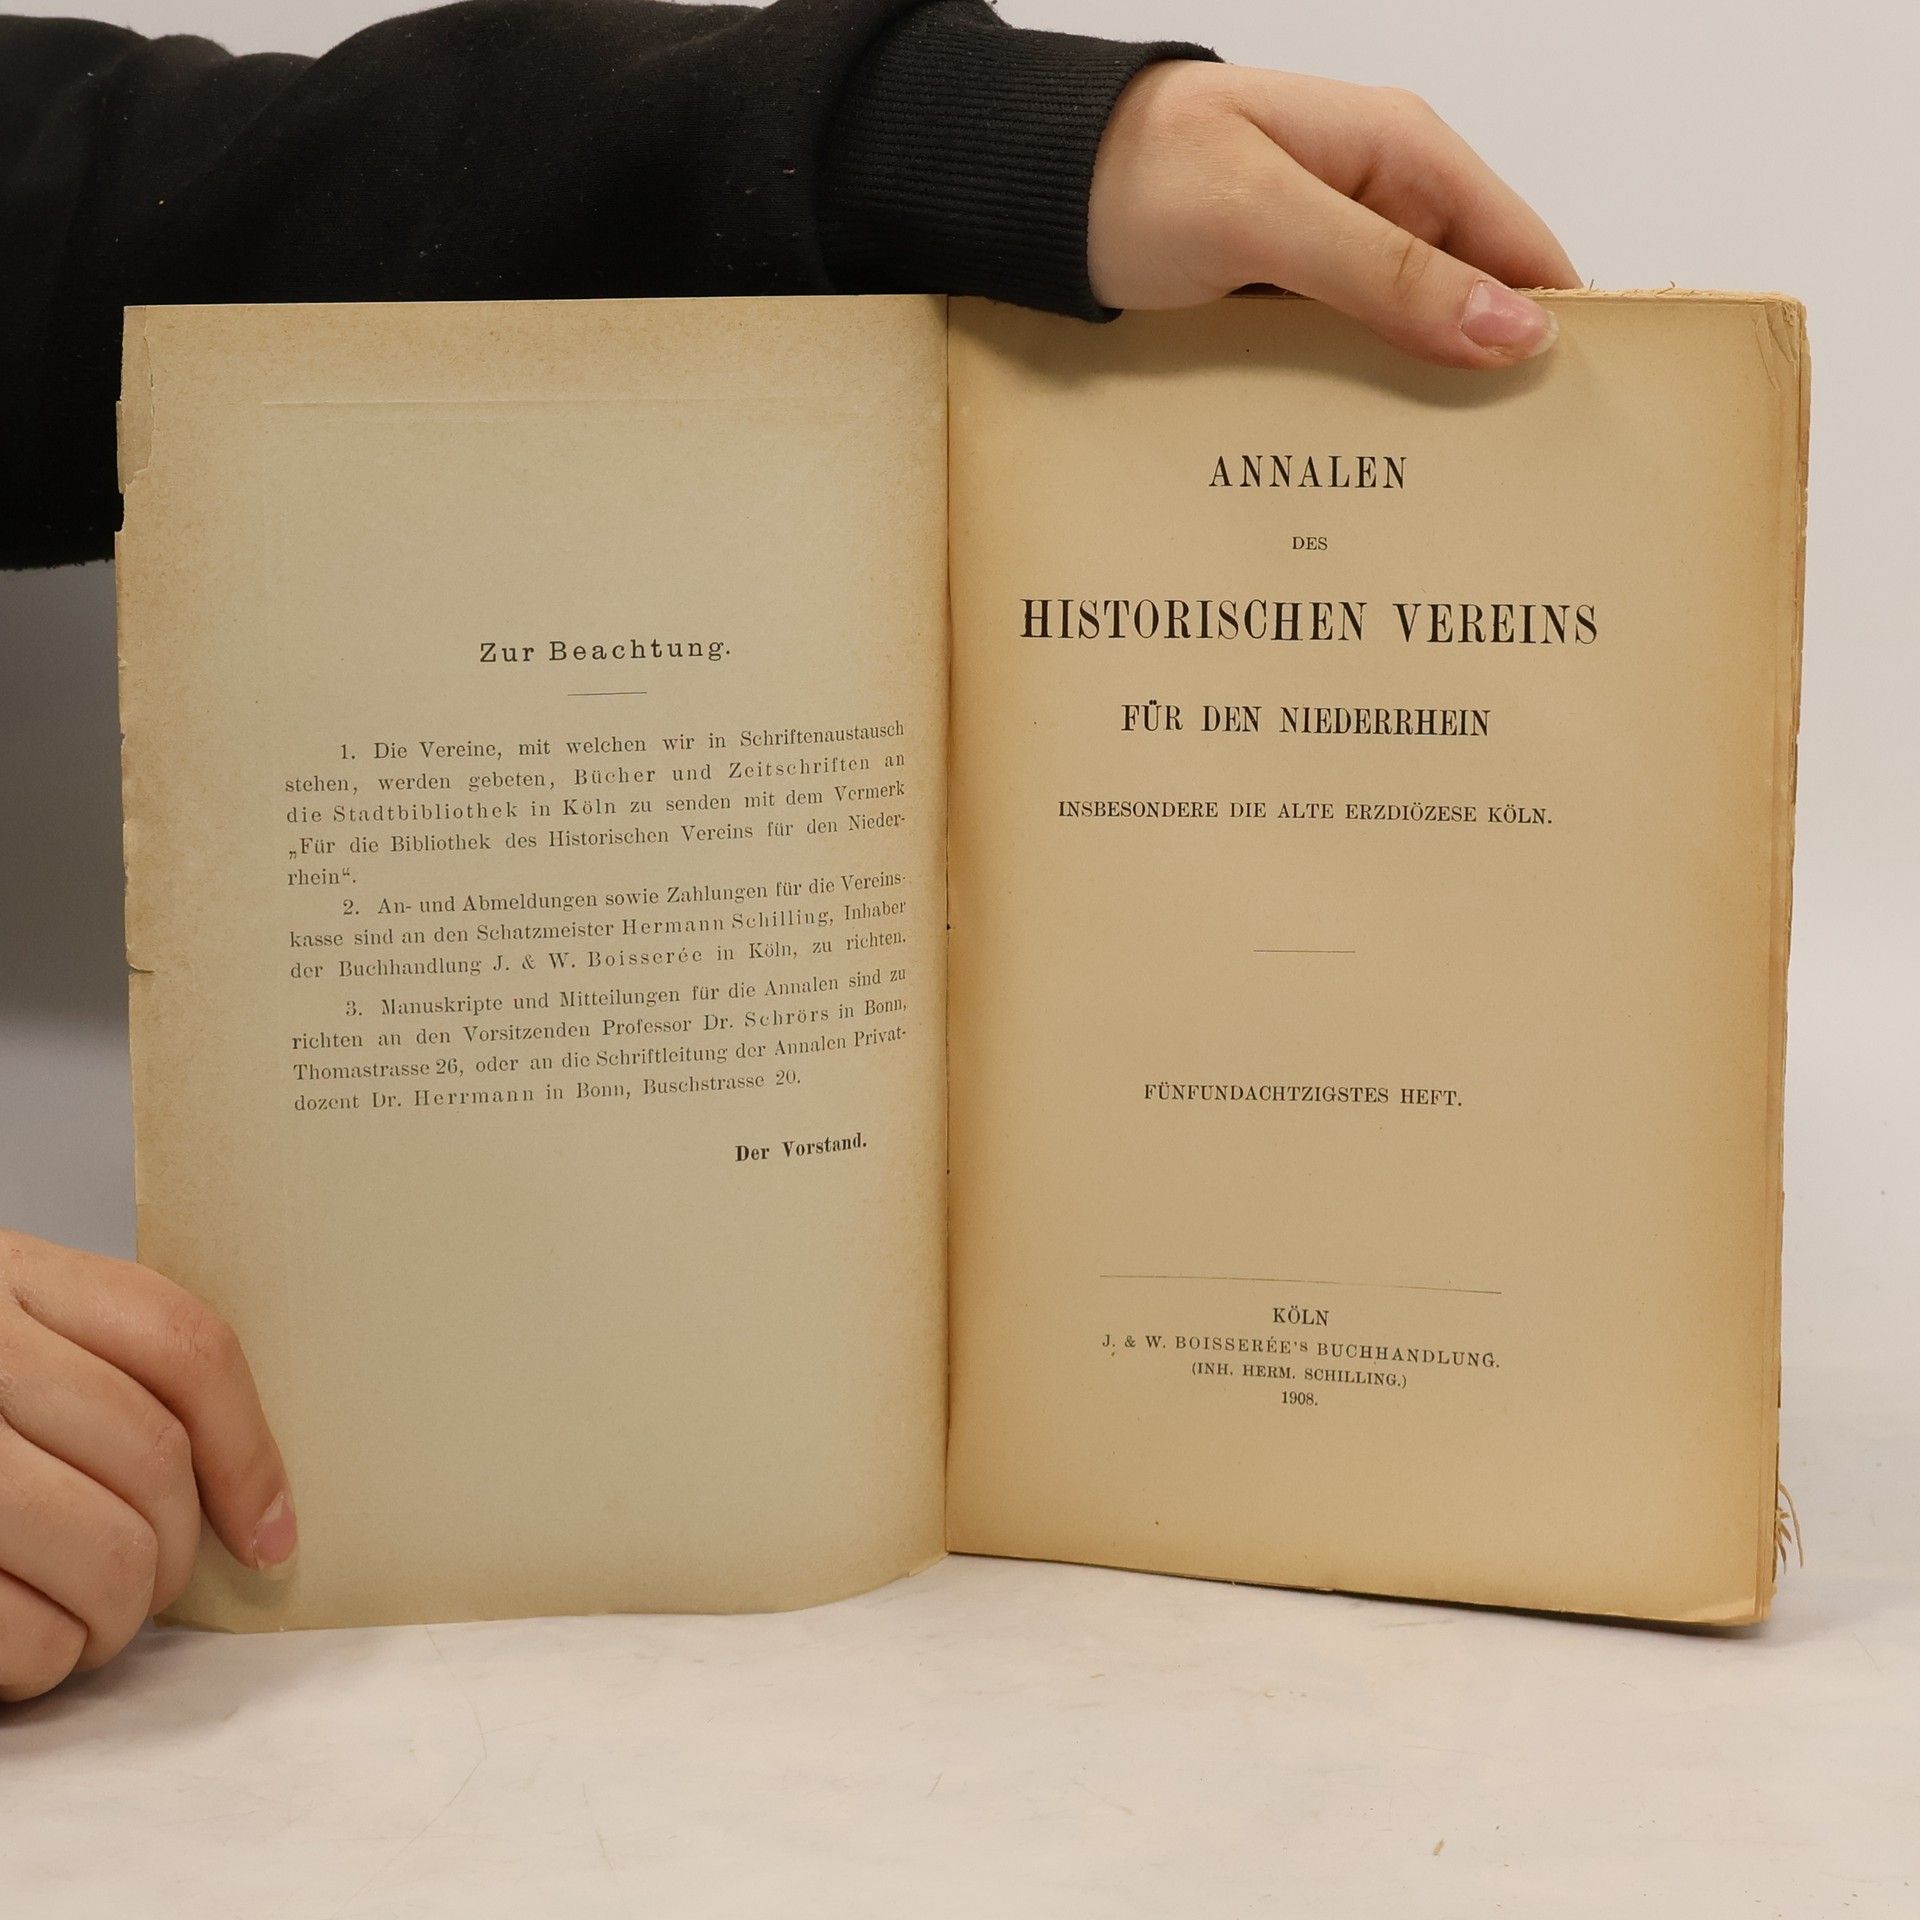 Zur Beachtung.
1. Die Vereine, mit welchen wir in Schriftenaustausch
stehen, werden gebeten, Bücher und Zeitschriften an
die Stadtbibliothek in Köln zu senden mit dem Vermerk
„Für die Bibliothek des Historischen Vereins für den Nieder-
rhein“.
2. An- und Abmeldungen sowie Zahlungen für die Vereins-
kasse sind an den Schatzmeister Hermann Schilling, Inhaber
der Buchhandlung J. & W. Boisserée in Köln, zu richten.
3. Manuskripte und Mitteilungen für die Annalen sind zu
richten an den Vorsitzenden Professor Dr. Schrörs in Bonn,
Thomastrasse 26, oder an die Schriftleitung der Annalen Privat-
dozent Dr. Herrmann in Bonn, Buschstrasse 20.
Der Vorstand.
ANNALEN
DES
HISTORISCHEN VEREINS
FÜR DEN NIEDERRHEIN
INSBESONDERE DIE ALTE ERZDIÖZESE KÖLN.
FÜNFUNDACHTZIGSTES HEFT.
KÖLN
J. & W. BOISSERÉE'S BUCHHANDLUNG.
(INH. HERM. SCHILLING.)
1908.